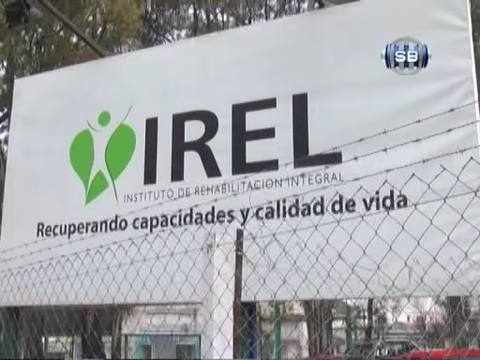 SB
IREL
INSTITUTO DE REHABILITACION INTEGRAL
Recuperando capacidades y calidad de vida